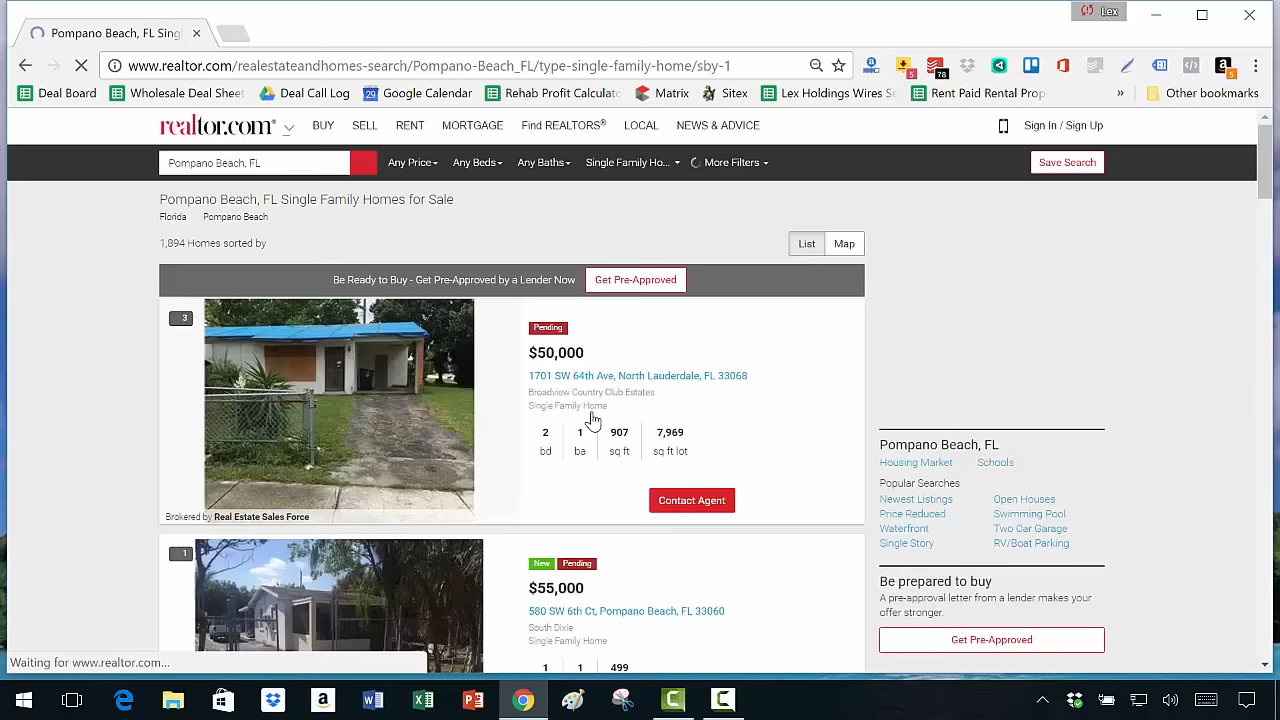 Lex
Pompano Beach, FL Singl
www.realtor.com/realestateandhomes-search/Pompano-Beach_FL/type-single-family-home/sby-1
5
78
5
Deal Board
Wholesale Deal Sheet
Deal Call Log
29
Google Calendar
Rehab Profit Calculato
Matrix
Sitex
Lex Holdings Wires Se
Rent Paid Rental Prop
»
Other bookmarks
realtor.com®
BUY
SELL
RENT
MORTGAGE
Find REALTORS®
LOCAL
NEWS & ADVICE
Sign In / Sign Up
Pompano Beach, FL
Any Price
Any Beds
Any Baths
Single Family Ho...
More Filters
Save Search
Pompano Beach, FL Single Family Homes for Sale
Florida
Pompano Beach
1,894 Homes sorted by
List
Map
Be Ready to Buy - Get Pre-Approved by a Lender Now
Get Pre-Approved
3
Pending
$50,000
1701 SW 64th Ave, North Lauderdale, FL 33068
Broadview Country Club Estates
Single Family Home
2 1 907 7,969
bd ba sq ft sq ft lot
Contact Agent
Brokered by Real Estate Sales Force
1
New Pending
$55,000
580 SW 6th Ct, Pompano Beach, FL 33060
South Dixie
Single Family Home
1 1 499
Pompano Beach, FL
Housing Market
Schools
Popular Searches
Newest Listings
Open Houses
Price Reduced
Swimming Pool
Waterfront
Two Car Garage
Single Story
RV/Boat Parking
Be prepared to buy
A pre-approval letter from a lender makes your
offer stronger.
Get Pre-Approved
Waiting for www.realtor.com...